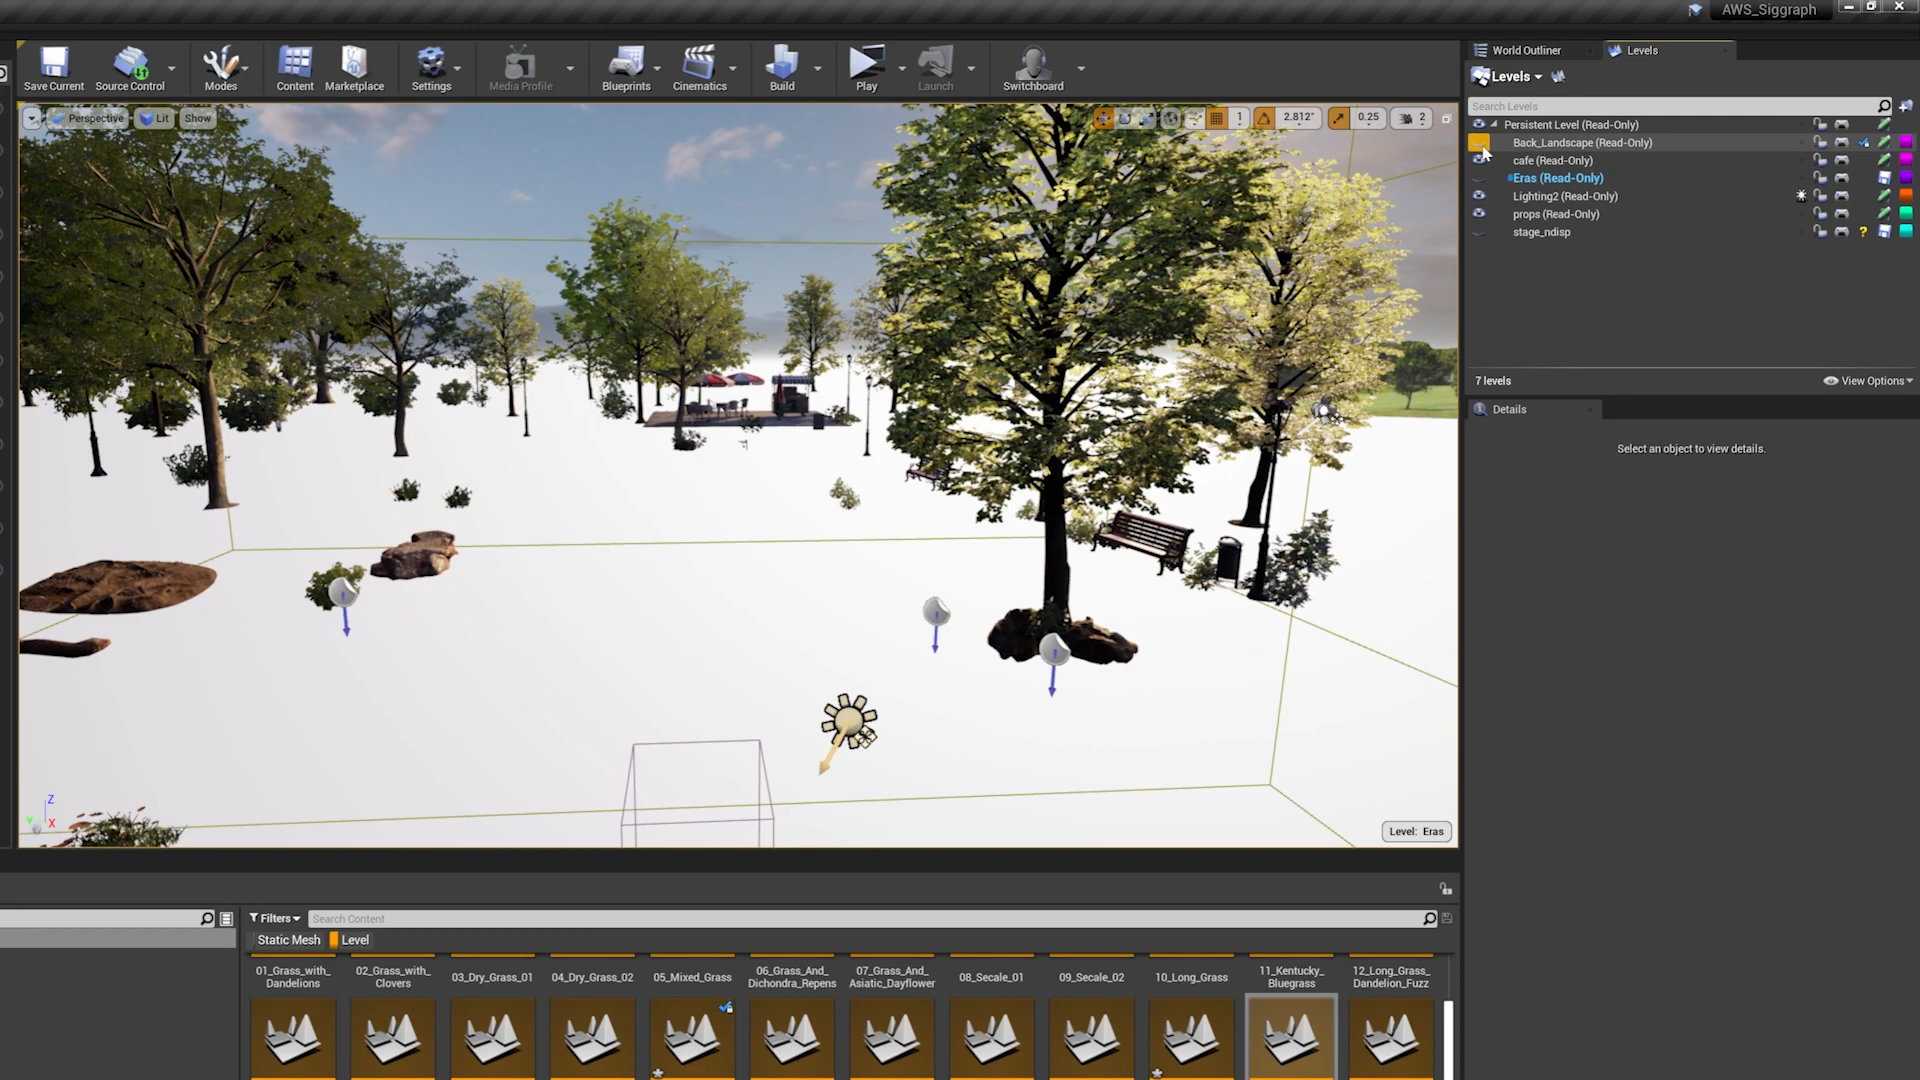 AWS_Siggraph
Save Current
Source Control
Modes
Content
Marketplace
Settings
Media Profile
Blueprints
Cinematics
Build
Play
Launch
Switchboard
World Outliner
Levels
Levels
Search Levels
Persistent Level (Read-Only)
Back_Landscape (Read-Only)
cafe (Read-Only)
Eras (Read-Only)
Lighting2 (Read-Only)
props (Read-Only)
stage_ndisp
?
7 levels
View Options
Details
Select an object to view details.
Perspective
Lit
Show
1
2.812°
0.25
2
Z
Y
X
Level: Eras
Filters
Search Content
Static Mesh
Level
01_Grass_with_
Dandelions
02_Grass_with_
Clovers
03_Dry_Grass_01
04_Dry_Grass_02
05_Mixed_Grass
06_Grass_And_
Dichondra_Repens
07_Grass_And_
Asiatic_Dayflower
08_Secale_01
09_Secale_02
10_Long_Grass
11_Kentucky_
Bluegrass
12_Long_Grass_
Dandelion_Fuzz